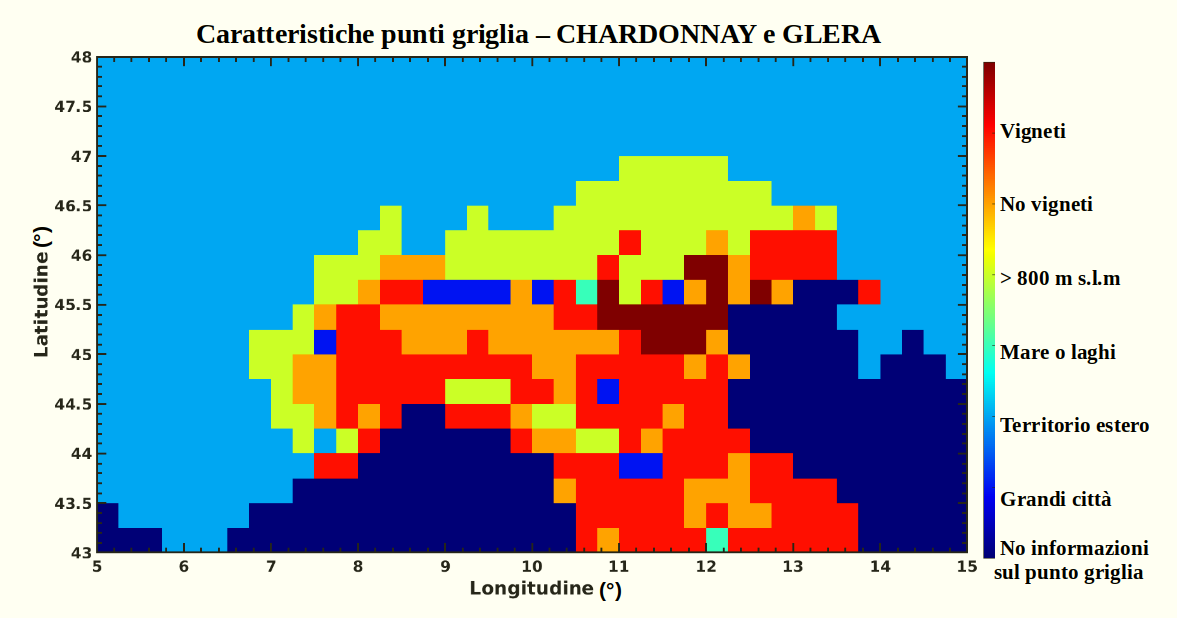 Caratteristiche punti griglia – CHARDONNAY e GLERA
48
47.5
47
46.5
46
45.5
45
44.5
44
43.5
43
Latitudine (°)
5 6 7 8 9 10 11 12 13 14 15
Longitudine (°)
Vigneti
No vigneti
> 800 m s.l.m
Mare o laghi
Territorio estero
Grandi città
No informazioni
sul punto griglia